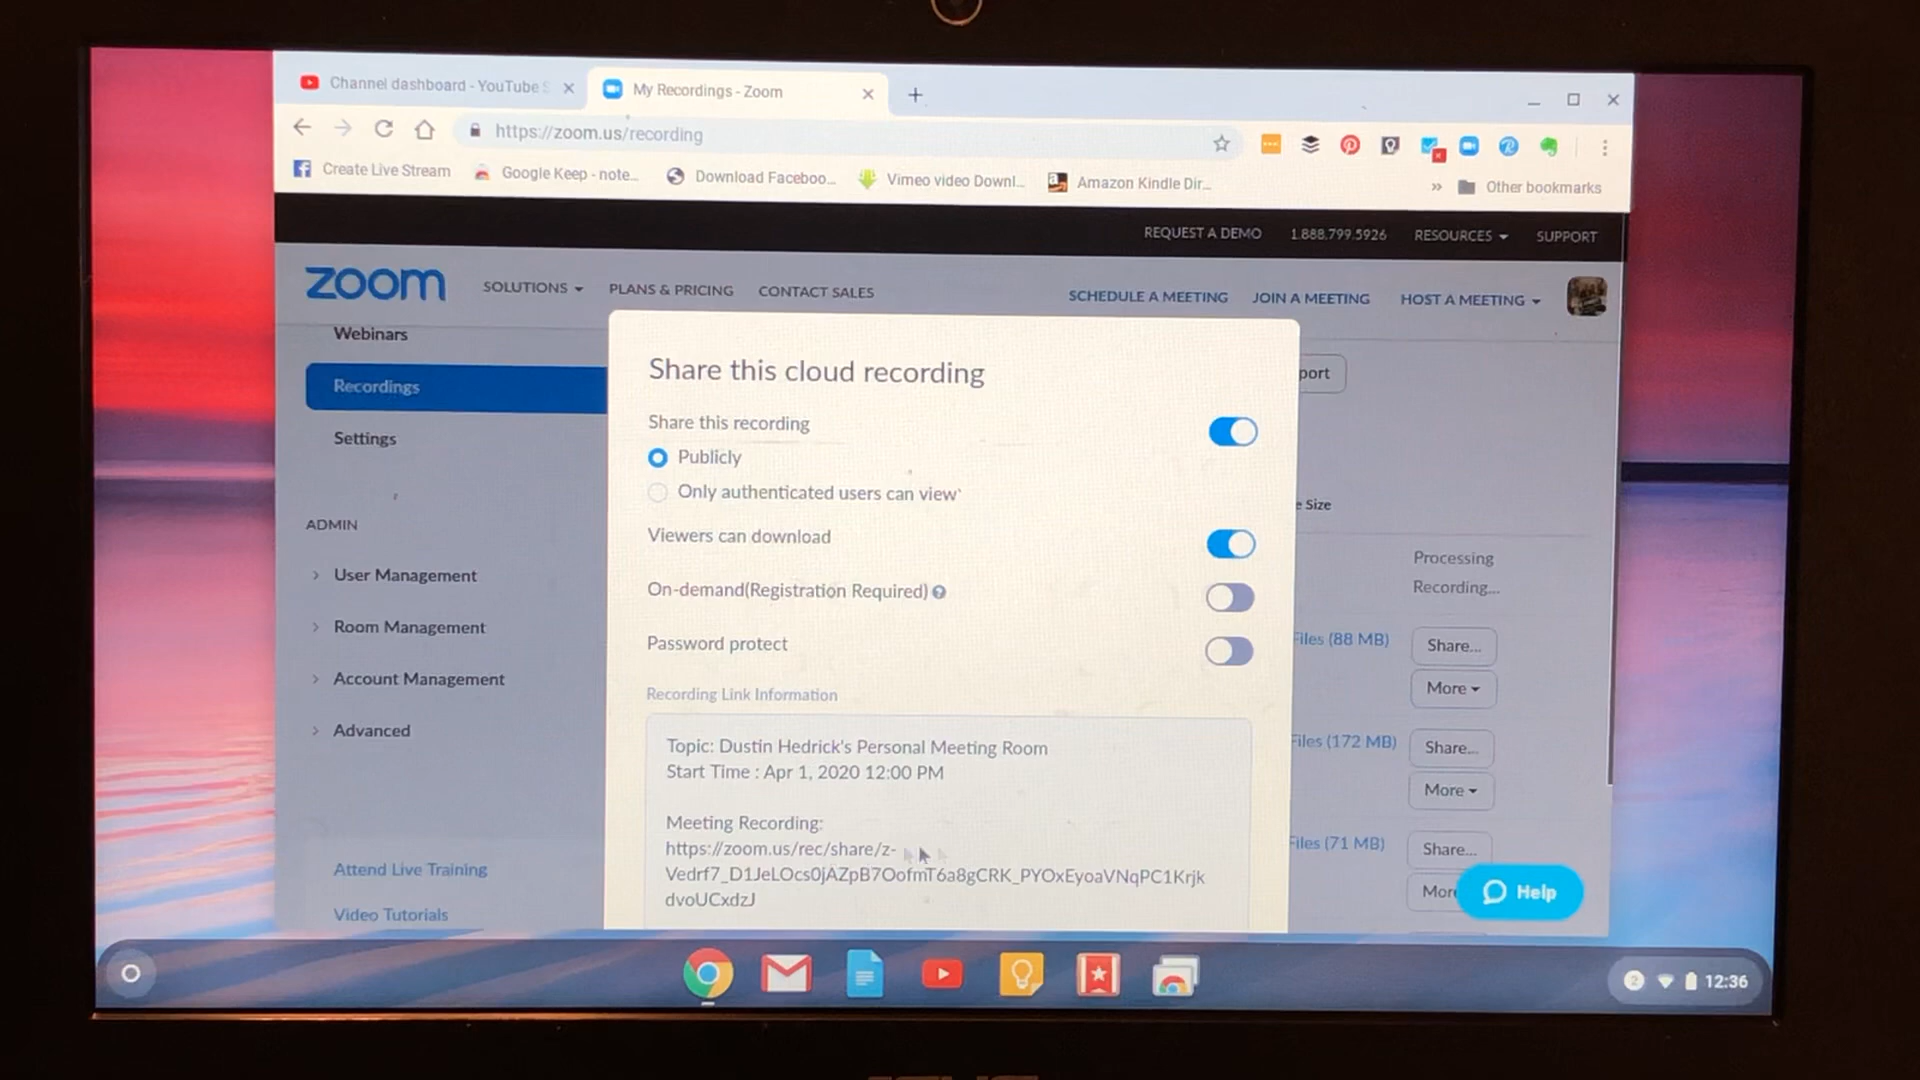 Channel dashboard - YouTube S
My Recordings - Zoom
https://zoom.us/recording
Create Live Stream
Google Keep - note...
Download Faceboo...
Vimeo video Downl...
Amazon Kindle Dir...
Other bookmarks
REQUEST A DEMO
1.888.799.5926
RESOURCES
SUPPORT
zoom
SOLUTIONS
PLANS & PRICING
CONTACT SALES
SCHEDULE A MEETING
JOIN A MEETING
HOST A MEETING
Webinars
Recordings
Settings
ADMIN
User Management
Room Management
Account Management
Advanced
Attend Live Training
Video Tutorials
Share this cloud recording
Share this recording
Publicly
Only authenticated users can view
Viewers can download
On-demand(Registration Required)
Password protect
Recording Link Information
Topic: Dustin Hedrick's Personal Meeting Room
Start Time : Apr 1, 2020 12:00 PM
Meeting Recording:
https://zoom.us/rec/share/z-
Vedrf7_D1JeLOcs0jAZpB7OofmT6a8gCRK_PYOxEyoaVNqPC1Krjk
dvoUCxdzJ
port
e Size
Processing
Recording...
Files (88 MB)
Share...
More
Files (172 MB)
Share...
More
Files (71 MB)
Share...
More
Help
2
12:36